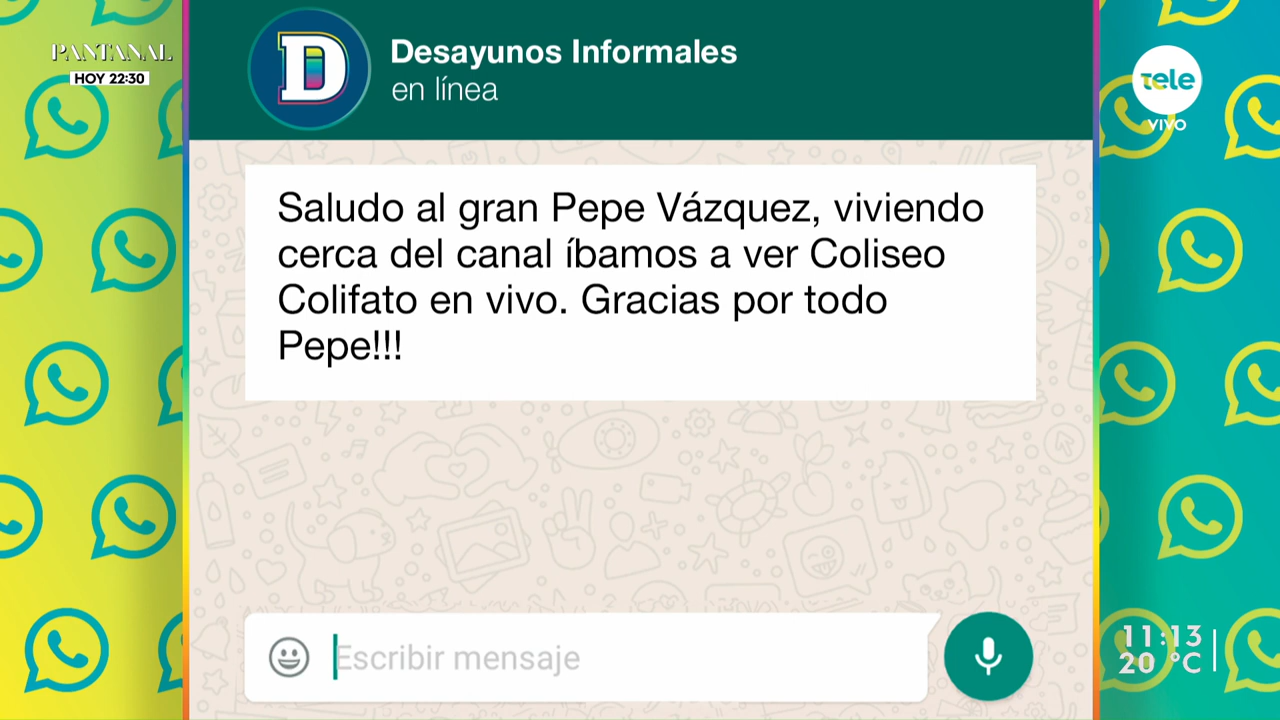 PANTANAL
HOY 22:30
D
Desayunos Informales
en línea
tele
VIVO
Saludo al gran Pepe Vázquez, viviendo
cerca del canal íbamos a ver Coliseo
Colifato en vivo. Gracias por todo
Pepe!!!
Escribir mensaje
11:13
20 °C